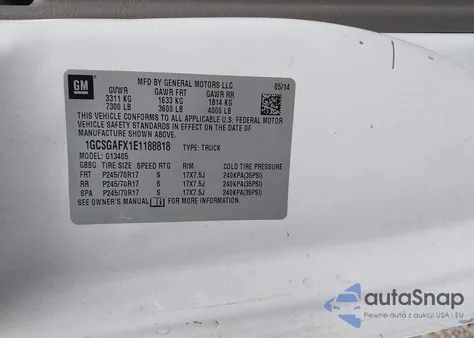 GM
MFD BY GENERAL MOTORS LLC 05/14
GVWR GAWR FRT GAWR RR
3311 KG 1633 KG 1814 KG
7300 LB 3600 LB 4000 LB
THIS VEHICLE CONFORMS TO ALL APPLICABLE U.S. FEDERAL MOTOR
VEHICLE SAFETY STANDARDS IN EFFECT ON THE DATE OF
MANUFACTURE SHOWN ABOVE.
1GCSGAFX1E1188818 TYPE: TRUCK
MODEL: G13405
GBBG TIRE SIZE SPEED RTG RIM COLD TIRE PRESSURE
FRT P245/70R17 S 17X7.5J 240KPA(35PSI)
RR P245/70R17 S 17X7.5J 240KPA(35PSI)
SPA P245/70R17 S 17X7.5J 240KPA(35PSI)
SEE OWNER'S MANUAL FOR MORE INFORMATION.
autaSnap
Pewne-auta z aukcji USA i EU